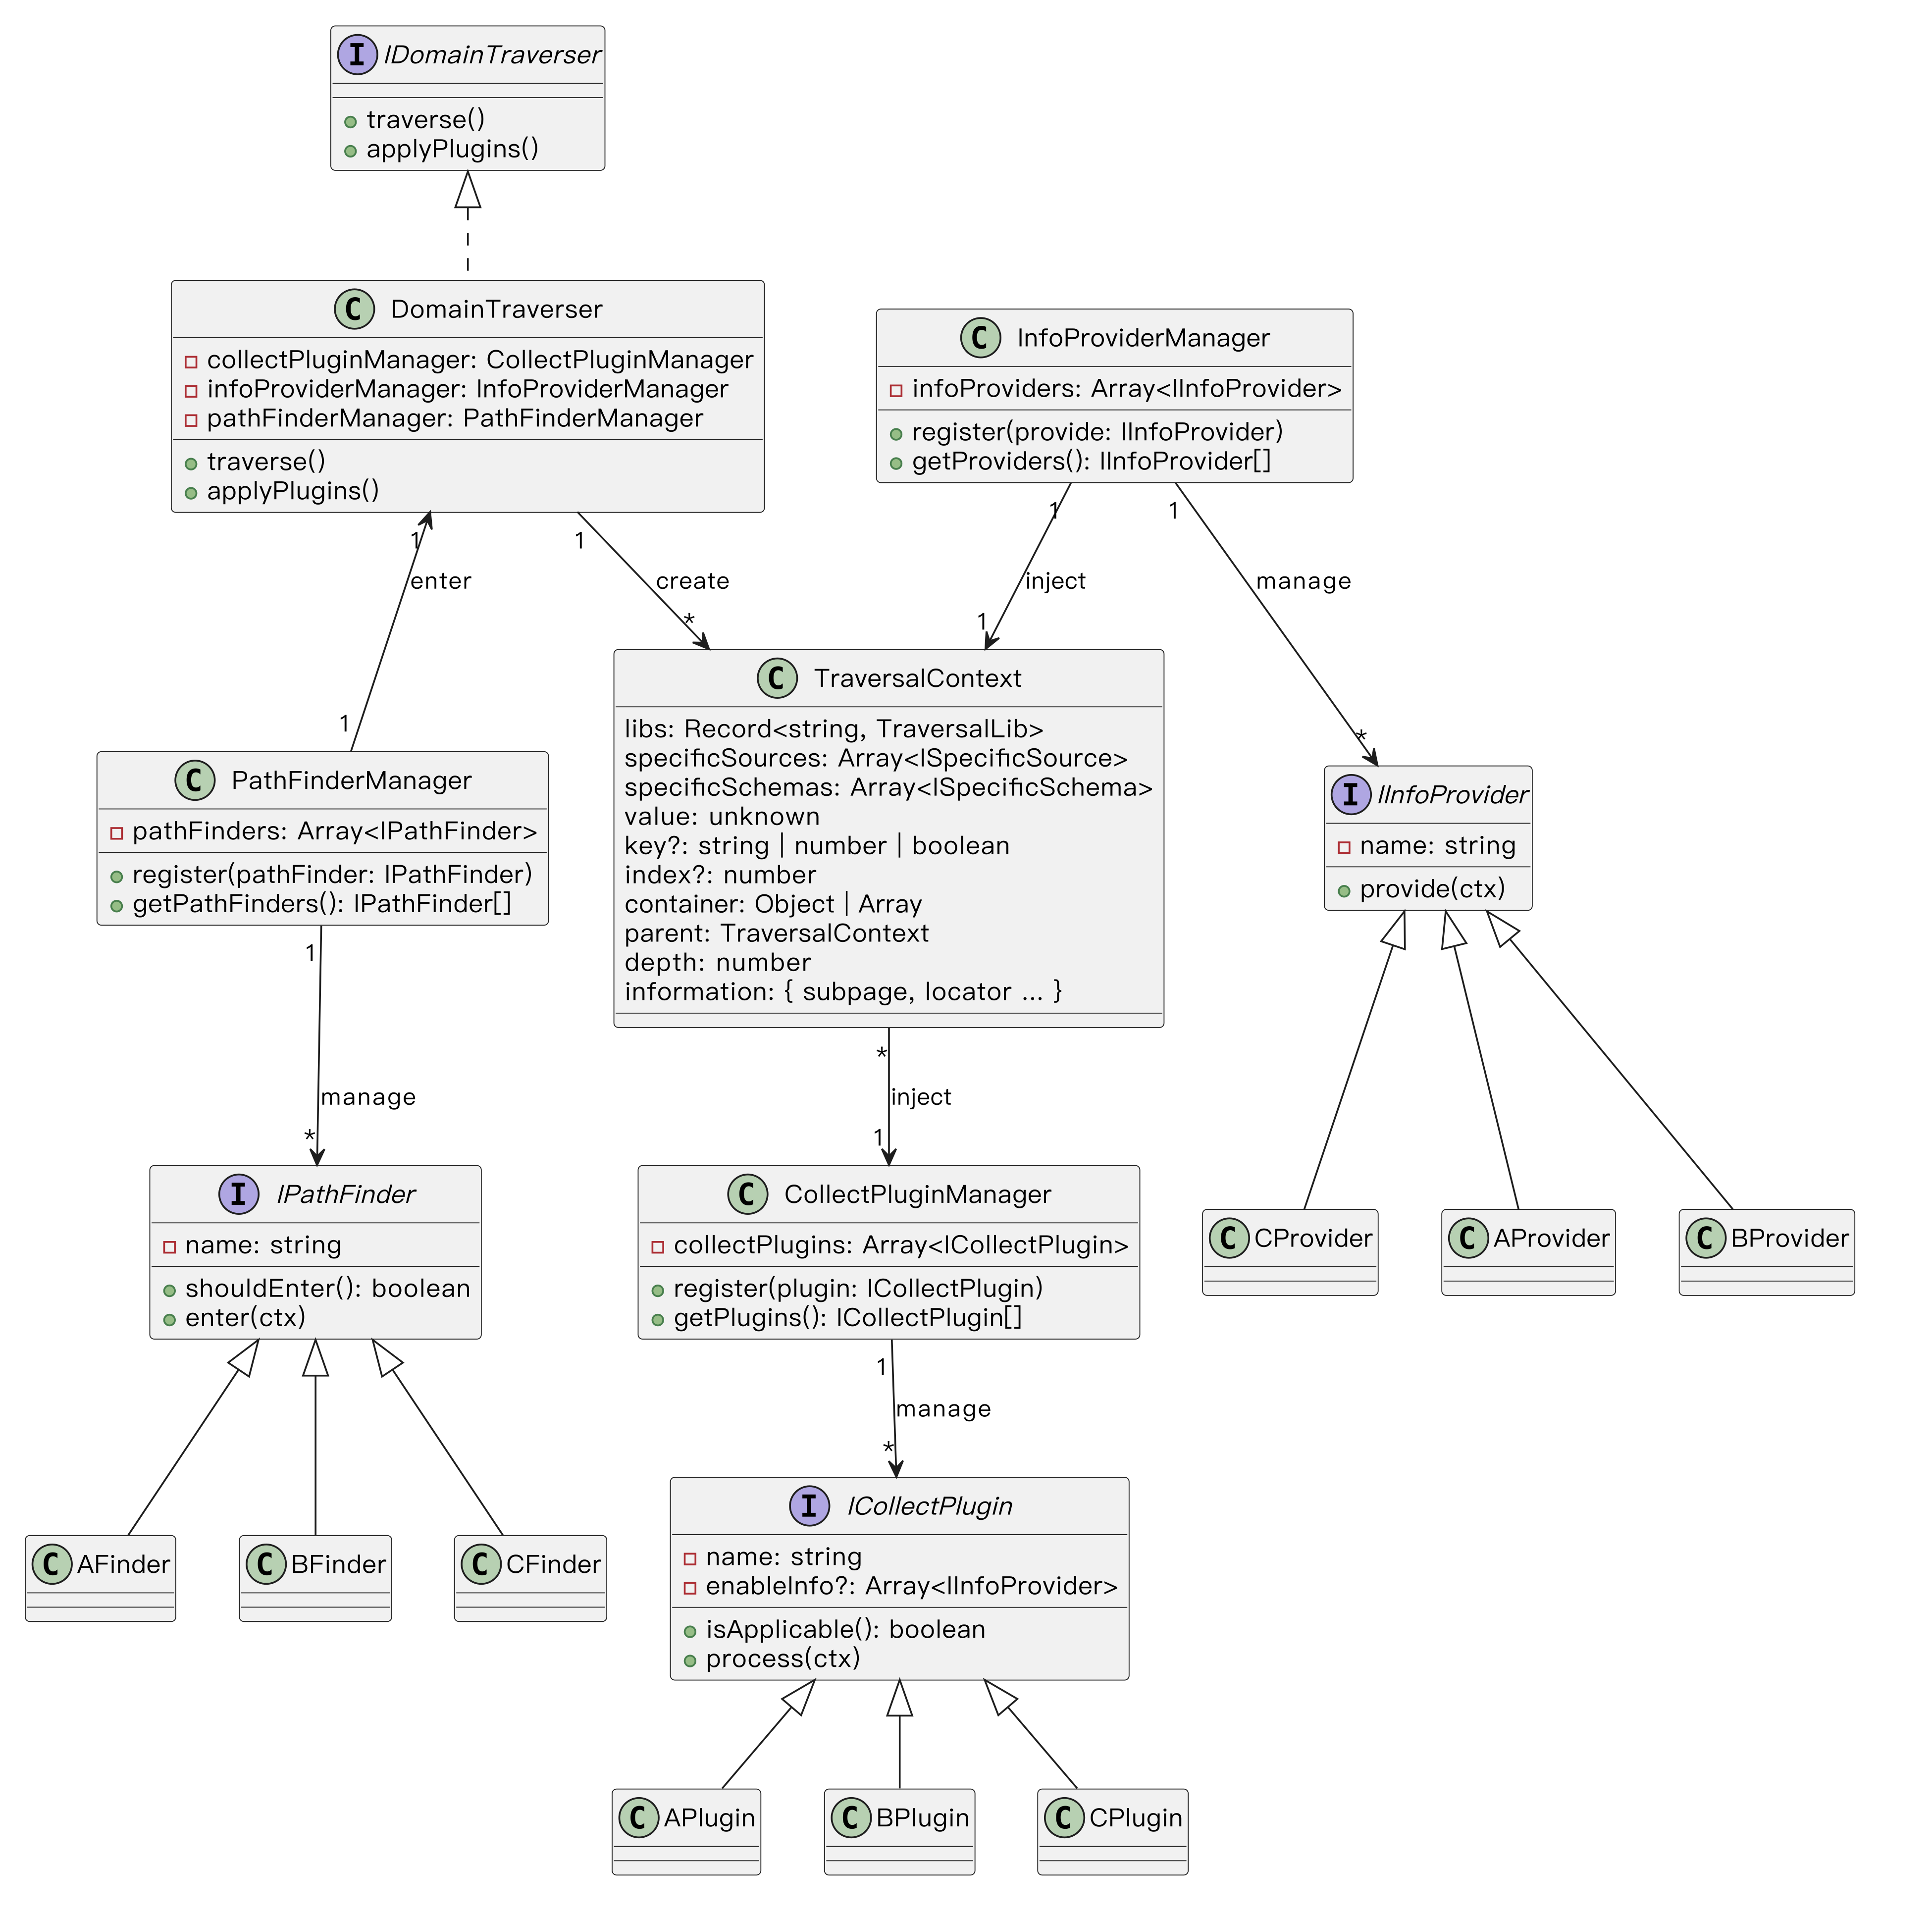 I IDomainTraverser
traverse()
applyPlugins()
C DomainTraverser
collectPluginManager: CollectPluginManager
infoProviderManager: InfoProviderManager
pathFinderManager: PathFinderManager
traverse()
applyPlugins()
C InfoProviderManager
infoProviders: Array<IInfoProvider>
register(provide: IInfoProvider)
getProviders(): IInfoProvider[]
1
enter
1
1
create
*
1
inject
1
1
manage
*
C PathFinderManager
pathFinders: Array<IPathFinder>
register(pathFinder: IPathFinder)
getPathFinders(): IPathFinder[]
C TraversalContext
libs: Record<string, TraversalLib>
specificSources: Array<ISpecificSource>
specificSchemas: Array<ISpecificSchema>
value: unknown
key?: string | number | boolean
index?: number
container: Object | Array
parent: TraversalContext
depth: number
information: { subpage, locator ... }
I IInfoProvider
name: string
provide(ctx)
1
manage
*
*
inject
1
I IPathFinder
name: string
shouldEnter(): boolean
enter(ctx)
C CollectPluginManager
collectPlugins: Array<ICollectPlugin>
register(plugin: ICollectPlugin)
getPlugins(): ICollectPlugin[]
C CProvider
C AProvider
C BProvider
1
manage
*
C AFinder
C BFinder
C CFinder
I ICollectPlugin
name: string
enableInfo?: Array<IInfoProvider>
isApplicable(): boolean
process(ctx)
C APlugin
C BPlugin
C CPlugin